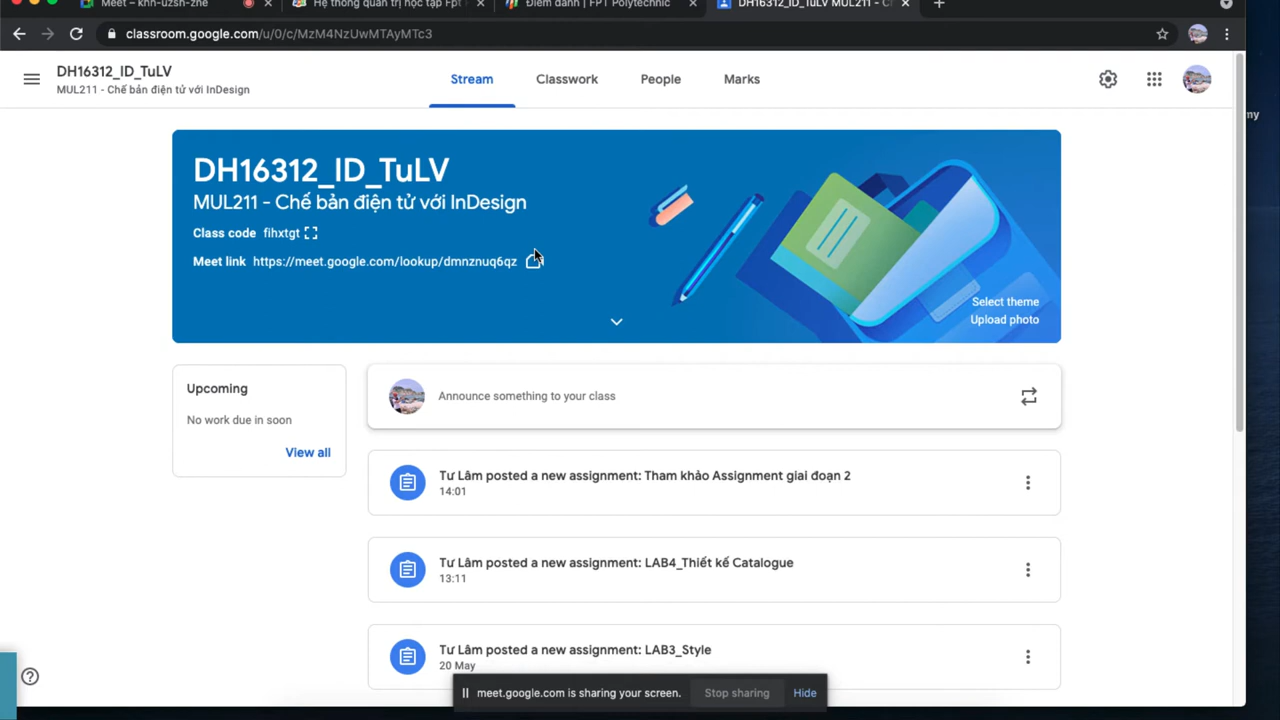 Meet – knh-uzsh-zhe
Hệ thống quản trị học tập Fpt
Điểm danh | FPT Polytechnic
DH16312_ID_TuLV MUL211 - C
classroom.google.com/u/0/c/MzM4NzUwMTAyMTc3
DH16312_ID_TuLV
MUL211 - Chế bản điện tử với InDesign
Stream
Classwork
People
Marks
my
DH16312_ID_TuLV
MUL211 - Chế bản điện tử với InDesign
Class code fihxtgt
Meet link https://meet.google.com/lookup/dmnznuq6qz
Select theme
Upload photo
Upcoming
No work due in soon
View all
Announce something to your class
Tư Lâm posted a new assignment: Tham khảo Assignment giai đoạn 2
14:01
Tư Lâm posted a new assignment: LAB4_Thiết kế Catalogue
13:11
Tư Lâm posted a new assignment: LAB3_Style
20 May
meet.google.com is sharing your screen.
Stop sharing
Hide